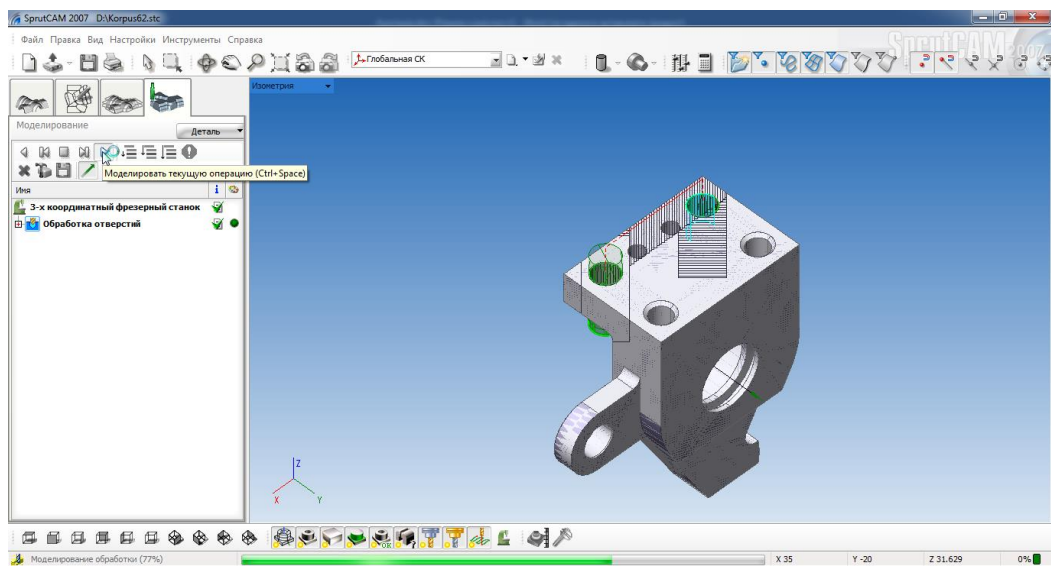 SprutCAM 2007 D:\Korpus62.stc
Файл Правка Вид Настройки Инструменты Справка
SprutCAM 2007
Глобальная СК
Изометрия
Моделирование
Деталь
Моделировать текущую операцию (Ctrl+Space)
Имя
3-х координатный фрезерный станок
Обработка отверстий
OK
Z
X Y
Моделирование обработки (77%) X 35 Y -20 Z 31.629 0%